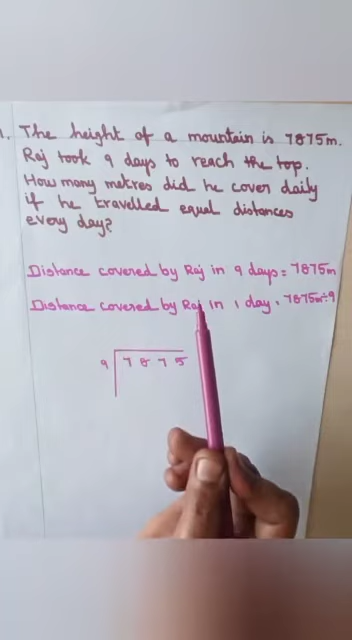 1. The height of a mountain is 7875m.
Raj took 9 days to reach the top.
How many metres did he cover daily
if he travelled equal distances
every day?
Distance covered by Raj in 9 days = 7875m
Distance covered by Raj in 1 day = 7875m÷9
9 7875